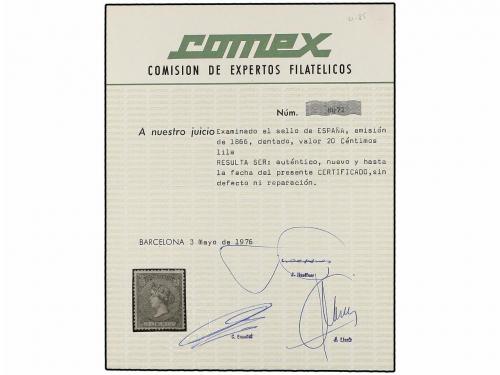 comex
COMISION DE EXPERTOS FILATELICOS
Núm.
A nuestro juicio Examinado el sello de ESPAÑA, emisión
de 1866, dentado, valor 20 Céntimos
lila
RESULTA SER: auténtico, nuevo y hasta
la fecha del presente CERTIFICADO, sin
defecto ni reparación.
BARCELONA 3 mayo de 1976